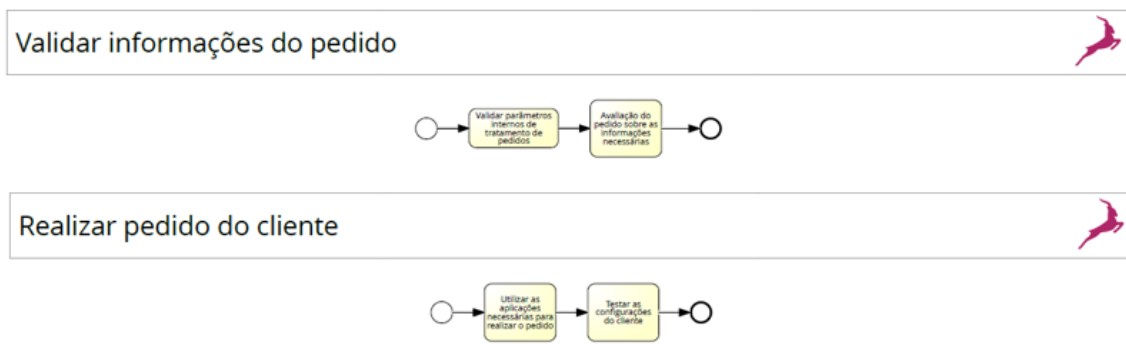 Validar informações do pedido
Validar parâmetros
internos de
tratamento de
pedidos
Avaliação do
pedido sobre as
informações
necessárias
Realizar pedido do cliente
Utilizar as
aplicações
necessárias para
realizar o pedido
Testar as
configurações
do cliente